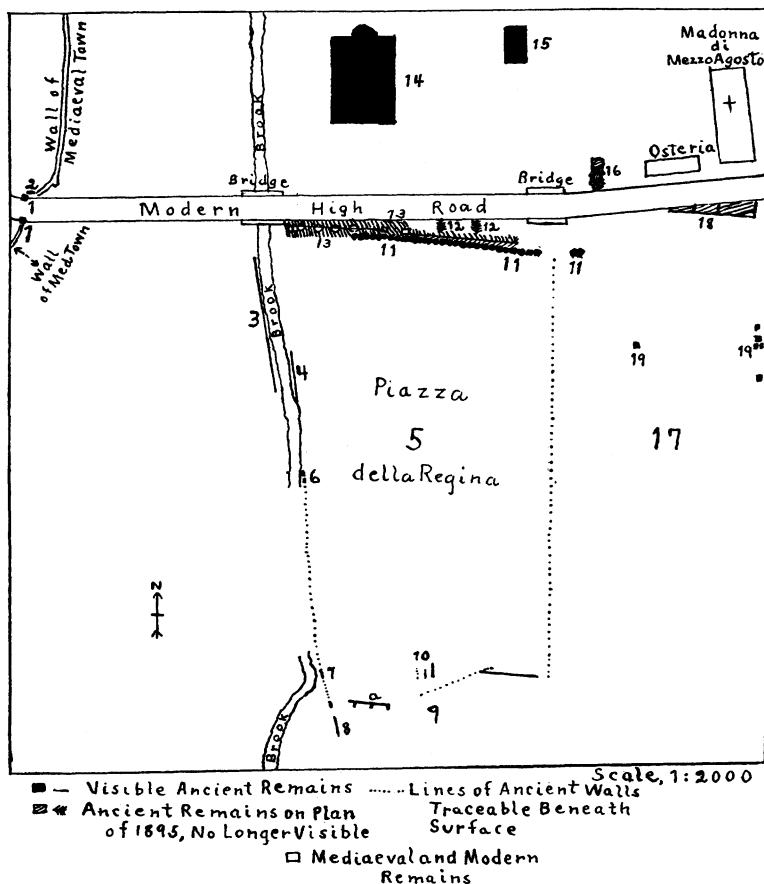 Wall of
Mediaeval Town
Brook
14
15
Madonna
di
Mezzo Agosto
Osteria
16
2
1
1
Wall
of Med. Town
Bridge
Bridge
Modern High Road
13
13
12
12
11
11
11
18
Brook
3
4
19
19
Piazza
5
della Regina
17
6
N
7
8
a
10
9
Brook
Scale, 1:2000
Visible Ancient Remains
Lines of Ancient Walls
Traceable Beneath
Surface
Ancient Remains on Plan
of 1895, No Longer Visible
Mediaeval and Modern
Remains